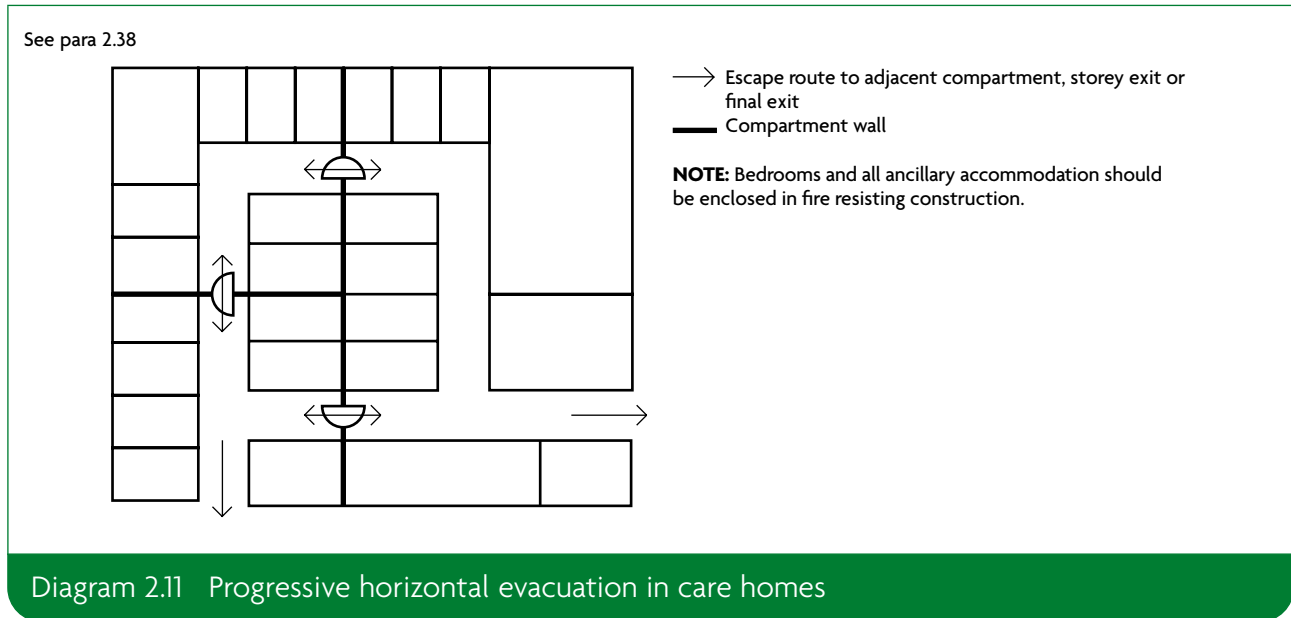 See para 2.38
Escape route to adjacent compartment, storey exit or
final exit
Compartment wall
NOTE: Bedrooms and all ancillary accommodation should
be enclosed in fire resisting construction.
Diagram 2.11 Progressive horizontal evacuation in care homes